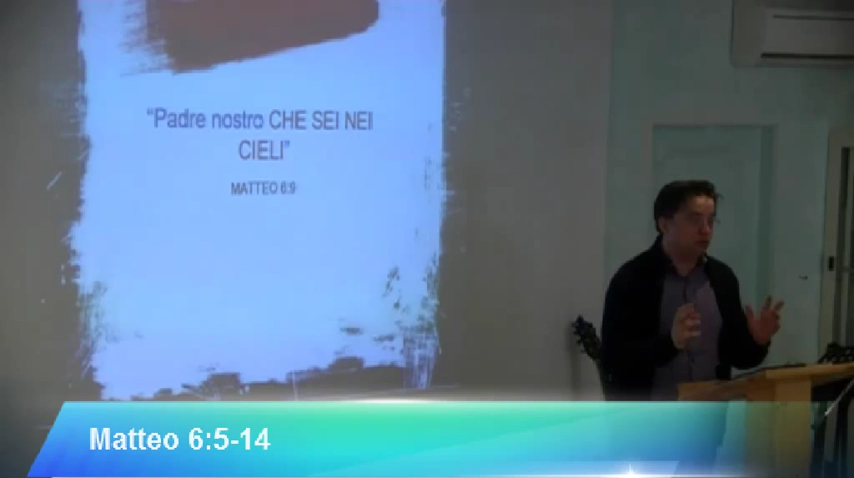 “Padre nostro CHE SEI NEI
CIELI”
MATTEO 6:9
Matteo 6:5-14